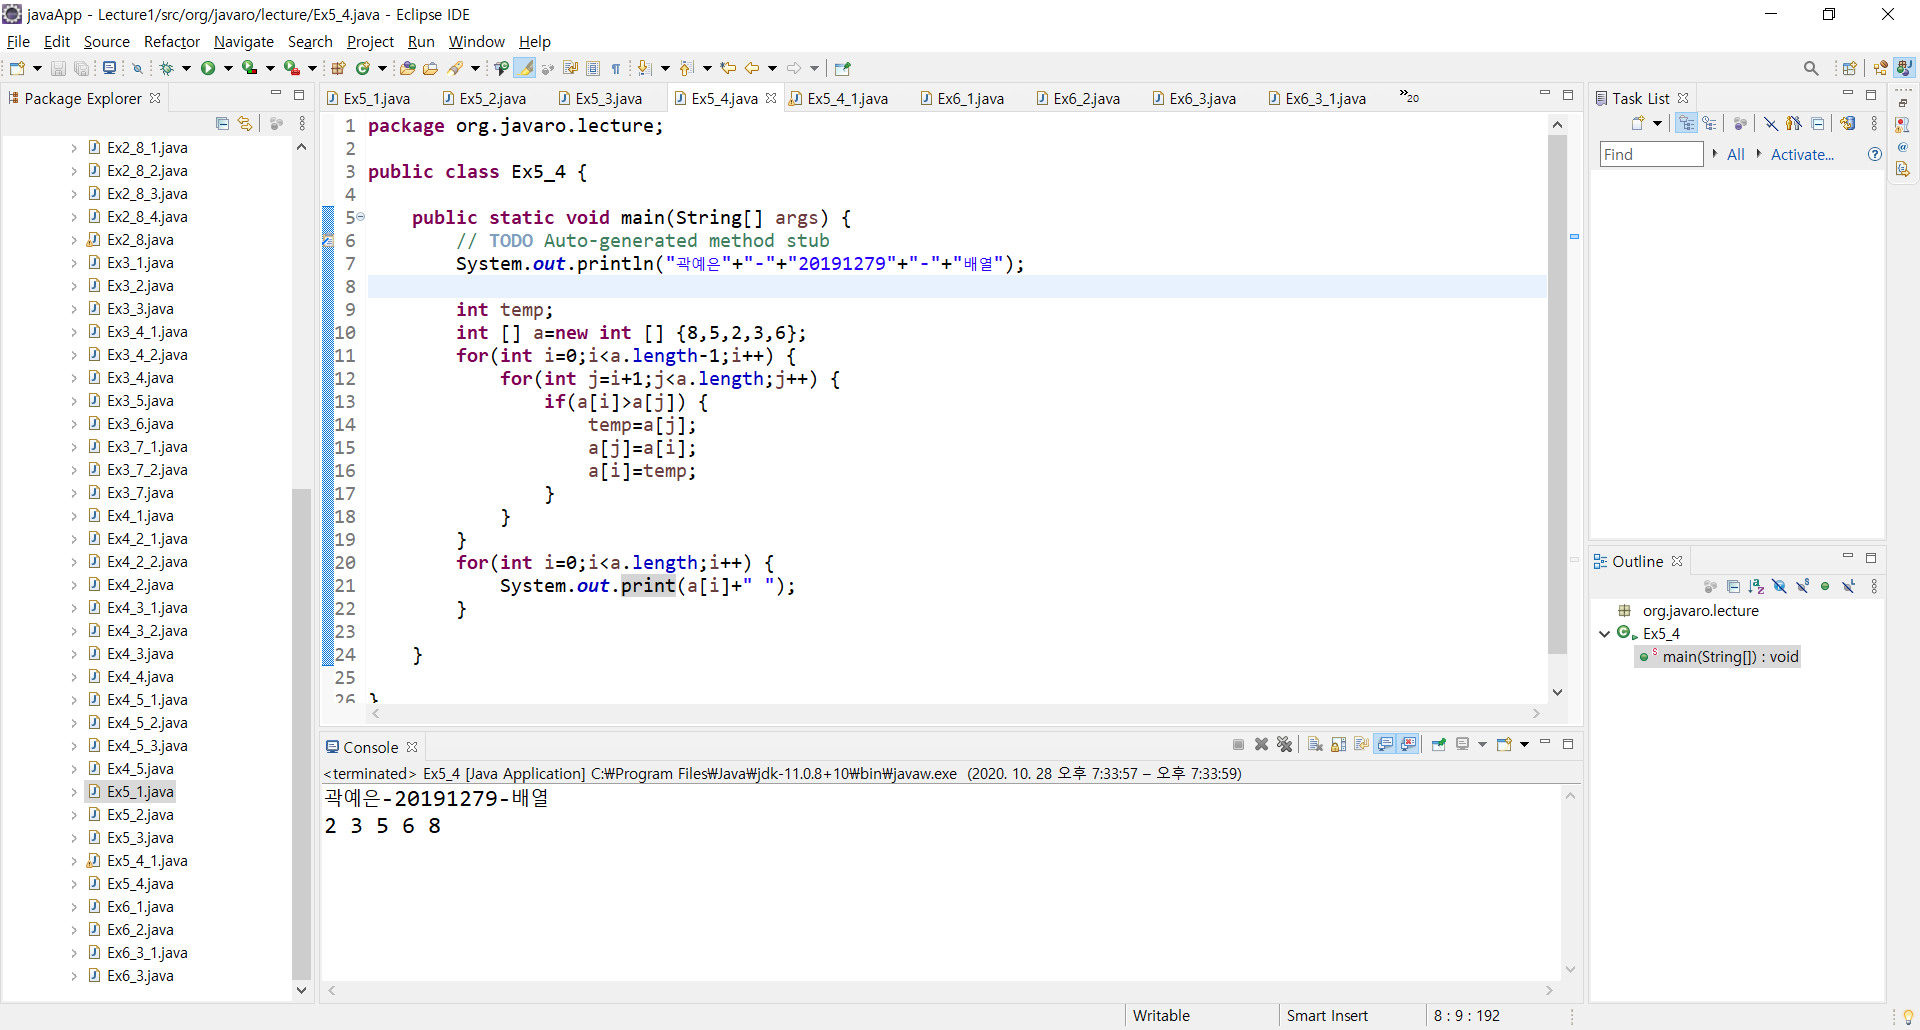 javaApp - Lecture1/src/org/javaro/lecture/Ex5_4.java - Eclipse IDE
File Edit Source Refactor Navigate Search Project Run Window Help
Package Explorer
Ex2_8_1.java
Ex2_8_2.java
Ex2_8_3.java
Ex2_8_4.java
Ex2_8.java
Ex3_1.java
Ex3_2.java
Ex3_3.java
Ex3_4_1.java
Ex3_4_2.java
Ex3_4.java
Ex3_5.java
Ex3_6.java
Ex3_7_1.java
Ex3_7_2.java
Ex3_7.java
Ex4_1.java
Ex4_2_1.java
Ex4_2_2.java
Ex4_2.java
Ex4_3_1.java
Ex4_3_2.java
Ex4_3.java
Ex4_4.java
Ex4_5_1.java
Ex4_5_2.java
Ex4_5_3.java
Ex4_5.java
Ex5_1.java
Ex5_2.java
Ex5_3.java
Ex5_4_1.java
Ex5_4.java
Ex6_1.java
Ex6_2.java
Ex6_3_1.java
Ex6_3.java
Ex5_1.java Ex5_2.java Ex5_3.java Ex5_4.java Ex5_4_1.java Ex6_1.java Ex6_2.java Ex6_3.java Ex6_3_1.java »20
1 package org.javaro.lecture;
2
3 public class Ex5_4 {
4
5 public static void main(String[] args) {
6 // TODO Auto-generated method stub
7 System.out.println("곽예은"+"-"+"20191279"+"-"+"배열");
8
9 int temp;
10 int [] a=new int [] {8,5,2,3,6};
11 for(int i=0;i<a.length-1;i++) {
12 for(int j=i+1;j<a.length;j++) {
13 if(a[i]>a[j]) {
14 temp=a[j];
15 a[j]=a[i];
16 a[i]=temp;
17 }
18 }
19 }
20 for(int i=0;i<a.length;i++) {
21 System.out.print(a[i]+" ");
22 }
23
24 }
25
26 }
Console
<terminated> Ex5_4 [Java Application] C:₩Program Files₩Java₩jdk-11.0.8+10₩bin₩javaw.exe (2020. 10. 28 오후 7:33:57 – 오후 7:33:59)
곽예은-20191279-배열
2 3 5 6 8
Task List
Find All Activate...
Outline
org.javaro.lecture
Ex5_4
main(String[]) : void
Writable Smart Insert 8 : 9 : 192